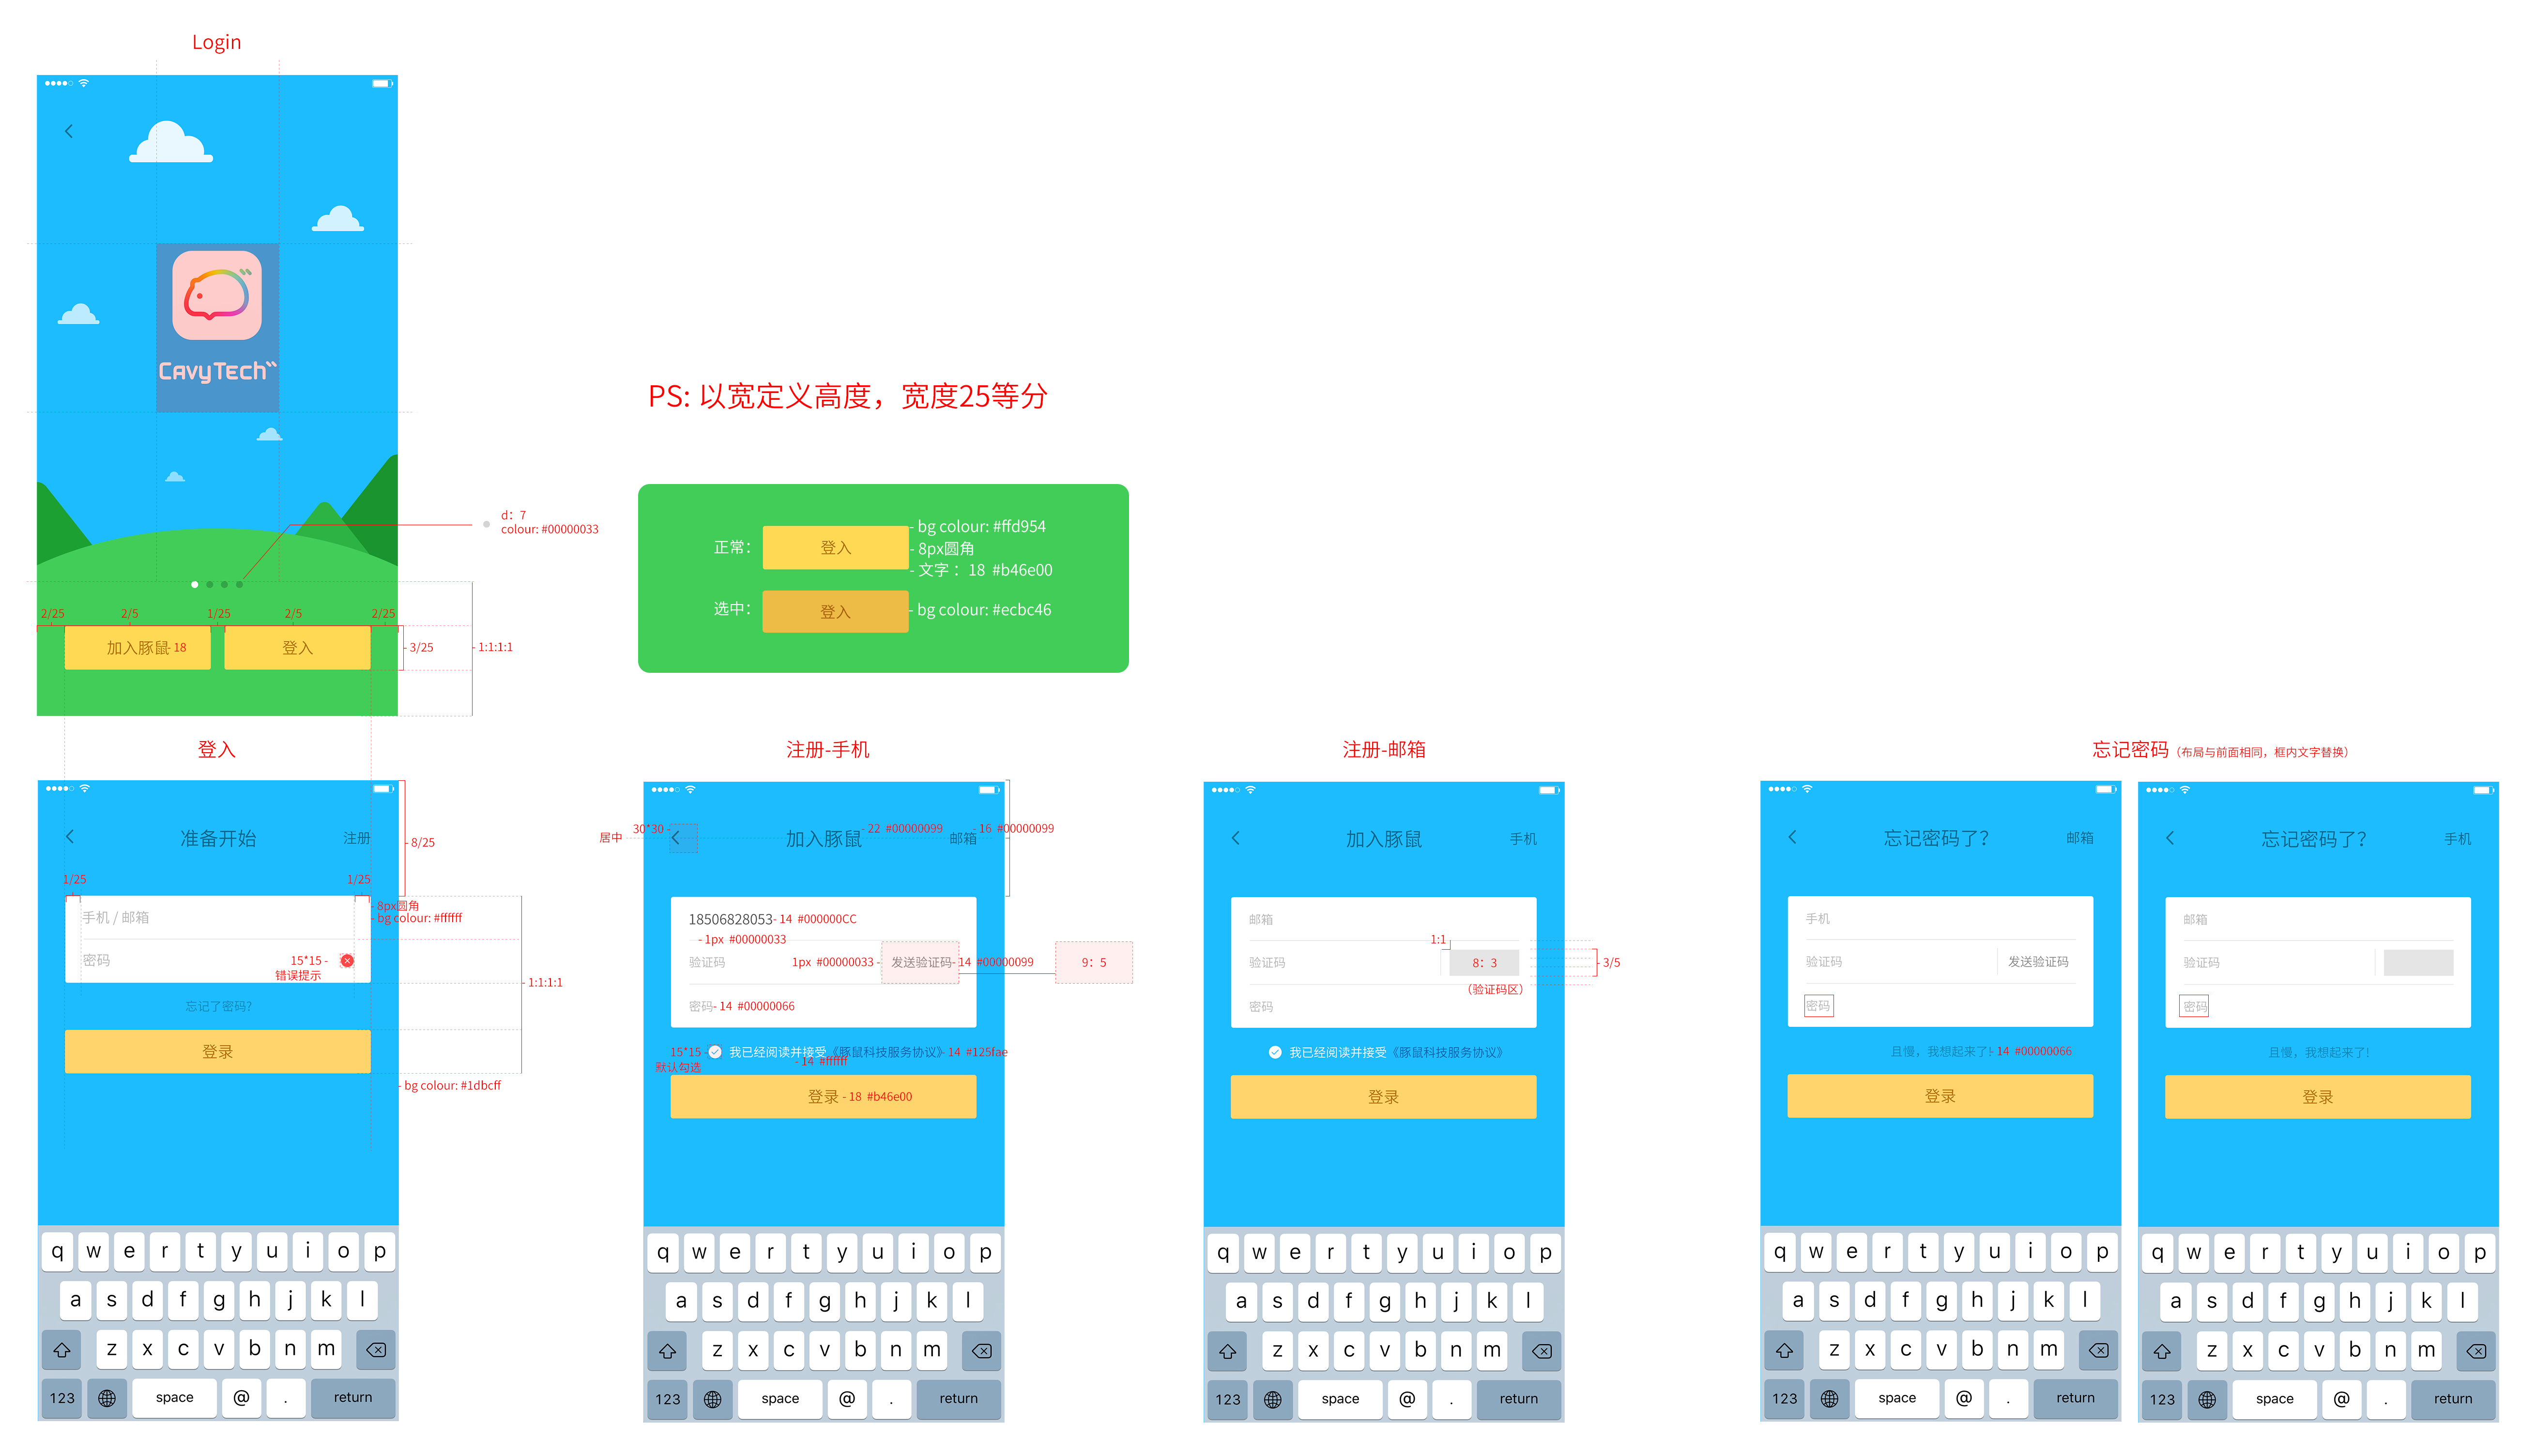 Login
CavyTech
d：7
colour: #00000033
2/25
2/5
1/25
2/5
2/25
加入豚鼠- 18
登入
- 3/25
- 1:1:1:1
PS: 以宽定义高度，宽度25等分
正常：
登入
- bg colour: #ffd954
- 8px圆角
- 文字 ： 18 #b46e00
选中：
登入
- bg colour: #ecbc46
登入
准备开始
注册
- 8/25
1/25
1/25
手机 / 邮箱
- 8px圆角
- bg colour: #ffffff
密码
15*15 -
错误提示
- 1:1:1:1
忘记了密码?
登录
- bg colour: #1dbcff
q w e r t y u i o p
a s d f g h j k l
z x c v b n m
123 space @ . return
注册-手机
居中
30*30 -
加入豚鼠
- 22 #00000099
- 16 #00000099
邮箱
18506828053- 14 #000000CC
- 1px #00000033
验证码
1px #00000033 -
发送验证码- 14 #00000099
9：5
密码- 14 #00000066
15*15 -
默认勾选
我已经阅读并接受《豚鼠科技服务协议》- 14 #125fae
- 14 #ffffff
登录 - 18 #b46e00
q w e r t y u i o p
a s d f g h j k l
z x c v b n m
123 space @ . return
注册-邮箱
加入豚鼠
手机
邮箱
1:1
验证码
8：3
- 3/5
（验证码区）
密码
我已经阅读并接受《豚鼠科技服务协议》
登录
q w e r t y u i o p
a s d f g h j k l
z x c v b n m
123 space @ . return
忘记密码（布局与前面相同，框内文字替换）
忘记密码了?
邮箱
手机
验证码
发送验证码
密码
且慢，我想起来了!- 14 #00000066
登录
q w e r t y u i o p
a s d f g h j k l
z x c v b n m
123 space @ . return
忘记密码了?
手机
邮箱
验证码
密码
且慢，我想起来了!
登录
q w e r t y u i o p
a s d f g h j k l
z x c v b n m
123 space @ . return